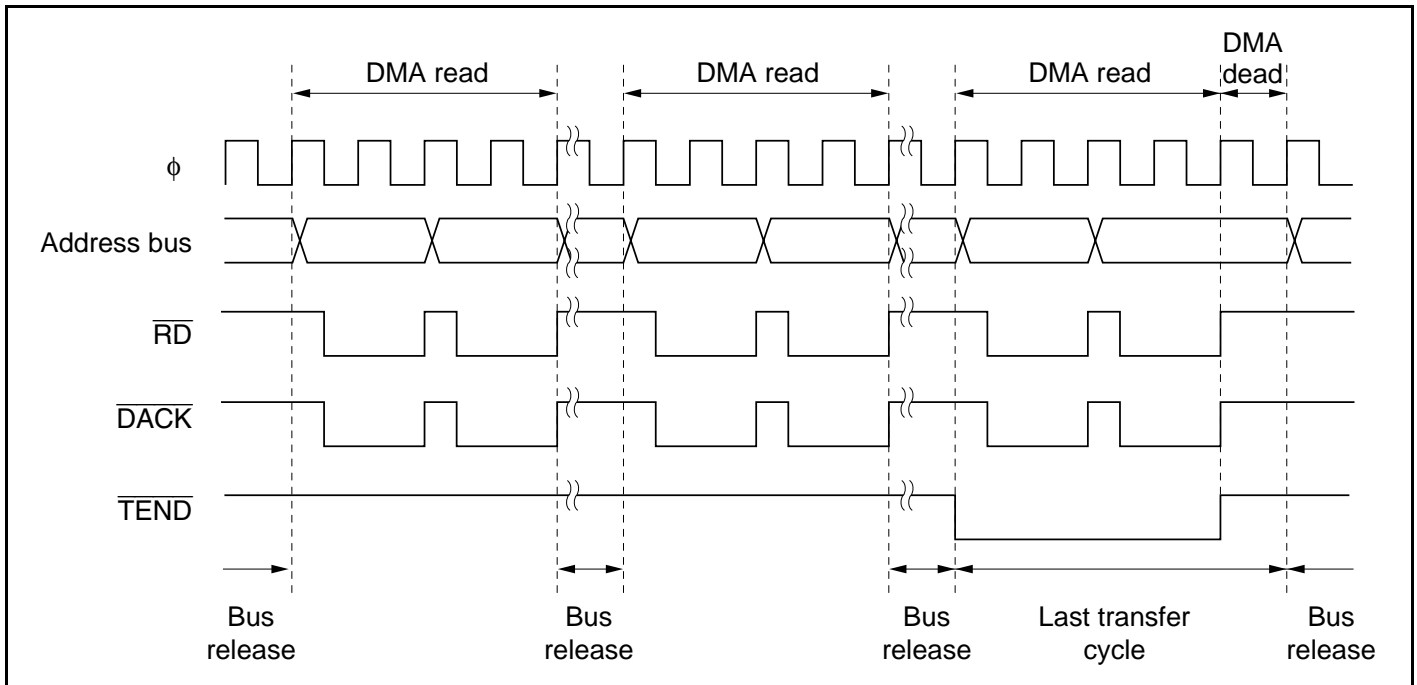 DMA
dead
DMA read
DMA read
DMA read
ϕ
Address bus
RD
DACK
TEND
Bus
release
Bus
release
Bus
release
Last transfer
cycle
Bus
release